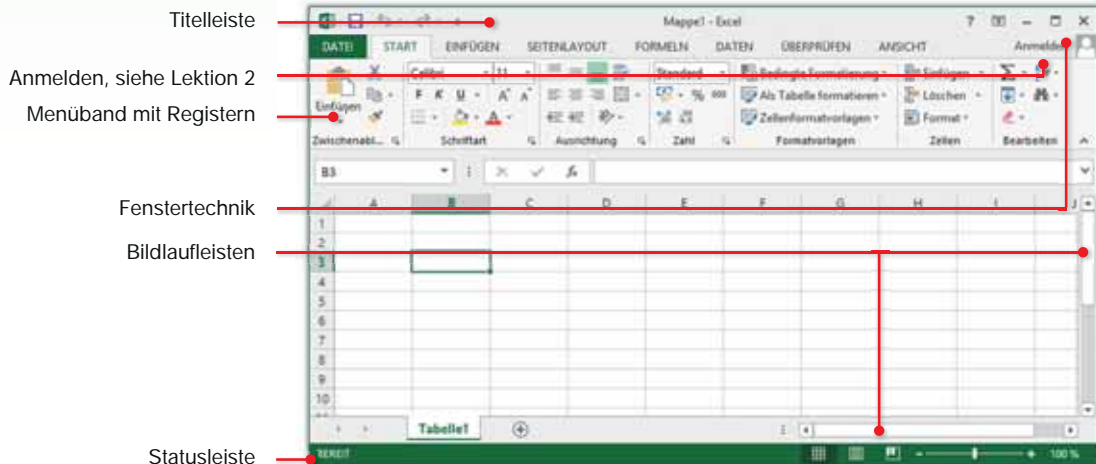 Titelleiste
Anmelden, siehe Lektion 2
Menüband mit Registern
Fenstertechnik
Bildlaufleisten
Statusleiste
Mappe1 - Excel ?
DATEI START EINFÜGEN SEITENLAYOUT FORMELN DATEN ÜBERPRÜFEN ANSICHT Anmelden
Calibri 11 Standard Bedingte Formatierung Einfügen Σ
Einfügen F K U A A % 000 Als Tabelle formatieren Löschen
A Zellenformatvorlagen Format
Zwischenabl... Schriftart Ausrichtung Zahl Formatvorlagen Zellen Bearbeiten
B3 fx
A B C D E F G H I J
1
2
3
4
5
6
7
8
9
10
Tabelle1
BEREIT 100 %